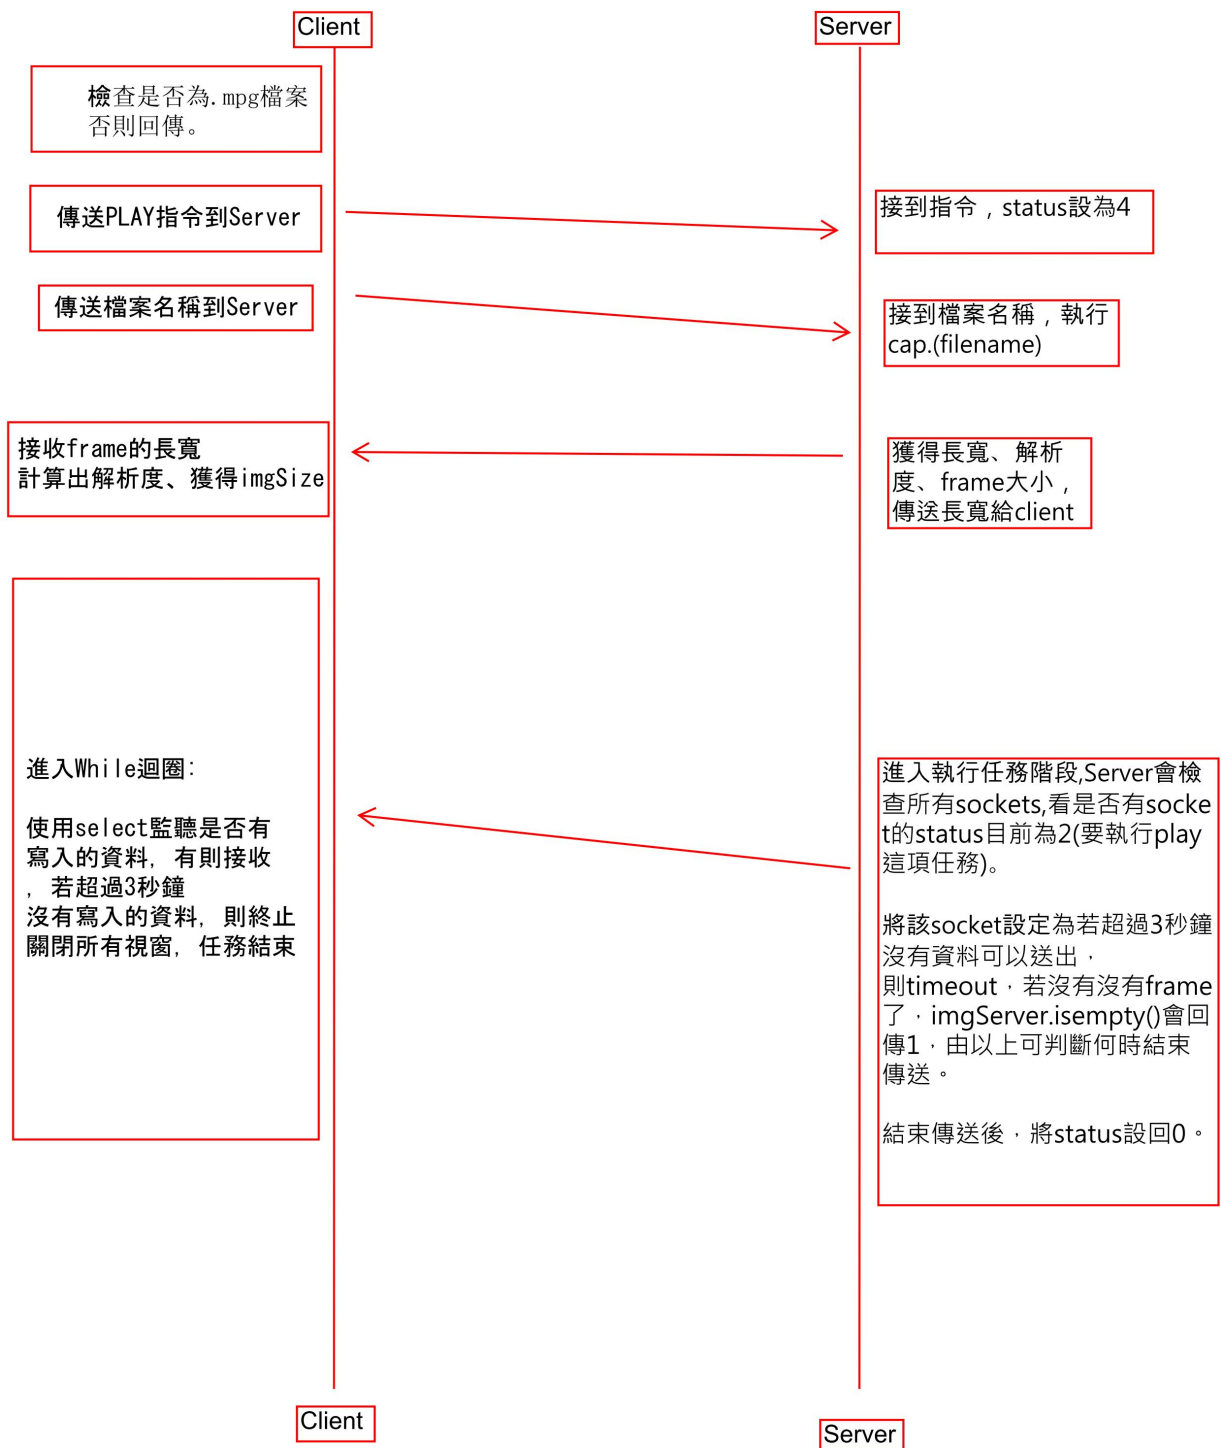 Client
Server
檢查是否為.mpg檔案
否則回傳。
傳送PLAY指令到Server
接到指令，status設為4
傳送檔案名稱到Server
接到檔案名稱，執行
cap.(filename)
接收frame的長寬
計算出解析度、獲得imgSize
獲得長寬、解析
度、frame大小，
傳送長寬給client
進入While迴圈:
使用select監聽是否有
寫入的資料, 有則接收
, 若超過3秒鐘
沒有寫入的資料, 則終止
關閉所有視窗, 任務結束
進入執行任務階段,Server會檢
查所有sockets,看是否有socke
t的status目前為2(要執行play
這項任務)。
將該socket設定為若超過3秒鐘
沒有資料可以送出，
則timeout，若沒有沒有frame
了，imgServer.isempty()會回
傳1，由以上可判斷何時結束
傳送。
結束傳送後，將status設回0。
Client
Server